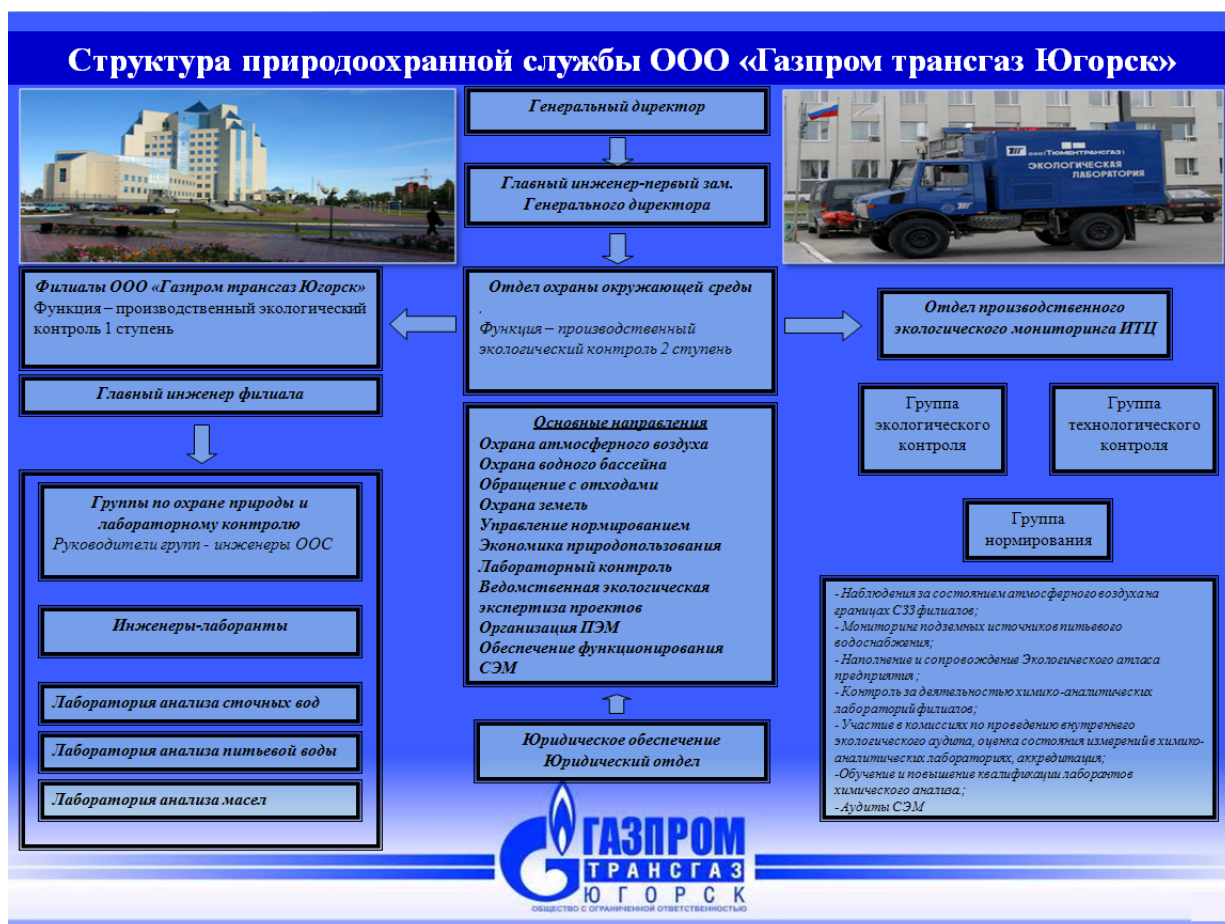 Структура природоохранной службы ООО «Газпром трансгаз Югорск»
Генеральный директор
Главный инженер-первый зам.
Генерального директора
ТТГ ООО «ТЮМЕНТРАНСГАЗ»
ЭКОЛОГИЧЕСКАЯ
ЛАБОРАТОРИЯ
Филиалы ООО «Газпром трансгаз Югорск»
Функция – производственный экологический
контроль 1 ступень
Главный инженер филиала
Группы по охране природы и
лабораторному контролю
Руководители групп - инженеры ООС
Инженеры-лаборанты
Лаборатория анализа сточных вод
Лаборатория анализа питьевой воды
Лаборатория анализа масел
Отдел охраны окружающей среды
.
Функция – производственный
экологический контроль 2 ступень
Основные направления
Охрана атмосферного воздуха
Охрана водного бассейна
Обращение с отходами
Охрана земель
Управление нормированием
Экономика природопользования
Лабораторный контроль
Ведомственная экологическая
экспертиза проектов
Организация ПЭМ
Обеспечение функционирования
СЭМ
Юридическое обеспечение
Юридический отдел
Отдел производственного
экологического мониторинга ИТЦ
Группа
экологического
контроля
Группа
технологического
контроля
Группа
нормирования
- Наблюдения за состоянием атмосферного воздуха на
границах СЗЗ филиалов;
- Мониторинг подземных источников питьевого
водоснабжения;
- Наполнение и сопровождение Экологического атласа
предприятия ;
- Контроль за деятельностью химико-аналитических
лабораторий филиалов;
- Участие в комиссиях по проведению внутреннего
экологического аудита, оценка состояния измерений в химико-
аналитических лабораториях, аккредитация;
-Обучение и повышение квалификации лаборантов
химического анализа.;
- Аудиты СЭМ
ГАЗПРОМ
ТРАНСГАЗ
ЮГОРСК
ОБЩЕСТВО С ОГРАНИЧЕННОЙ ОТВЕТСТВЕННОСТЬЮ